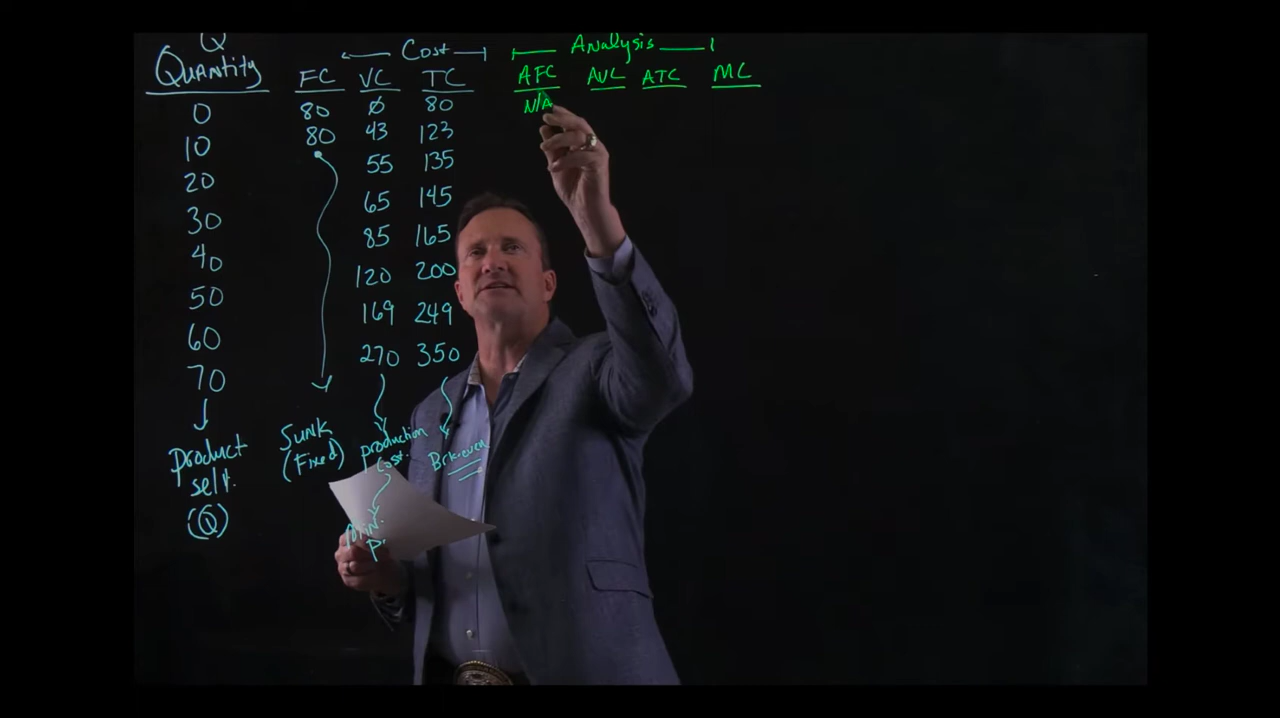 Q
Cost
Analysis
Quantity FC VC TC AFC AVC ATC MC
0 80 Ø 80 N/A
10 80 43 123
20 55 135
30 65 145
40 85 165
50 120 200
60 169 249
70 270 350
Product
self.
(Q)
Sunk
(Fixed)
production
Cost.
Brk-even
Min.
P.